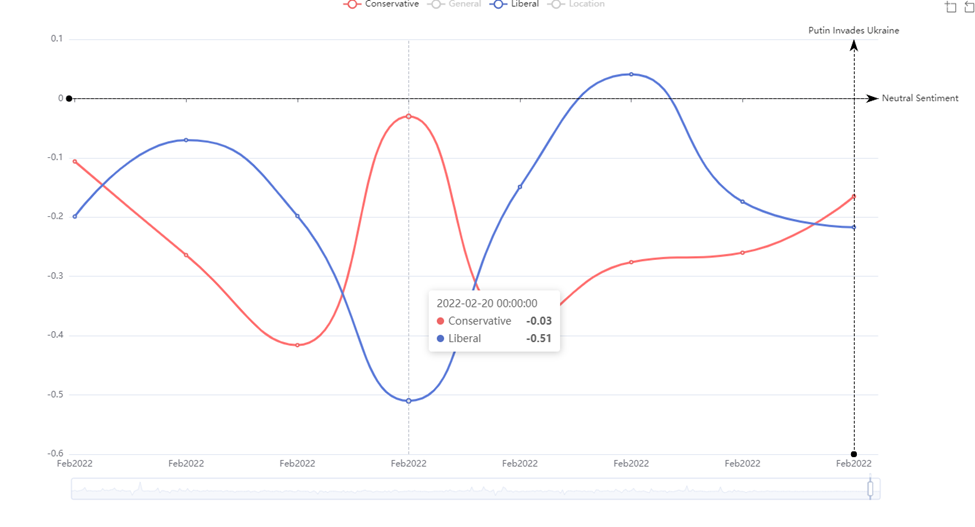 Conservative General Liberal Location
Putin Invades Ukraine
0.1
0
Neutral Sentiment
-0.1
-0.2
-0.3
2022-02-20 00:00:00
Conservative -0.03
-0.4
Liberal -0.51
-0.5
-0.6
Feb2022 Feb2022 Feb2022 Feb2022 Feb2022 Feb2022 Feb2022 Feb2022